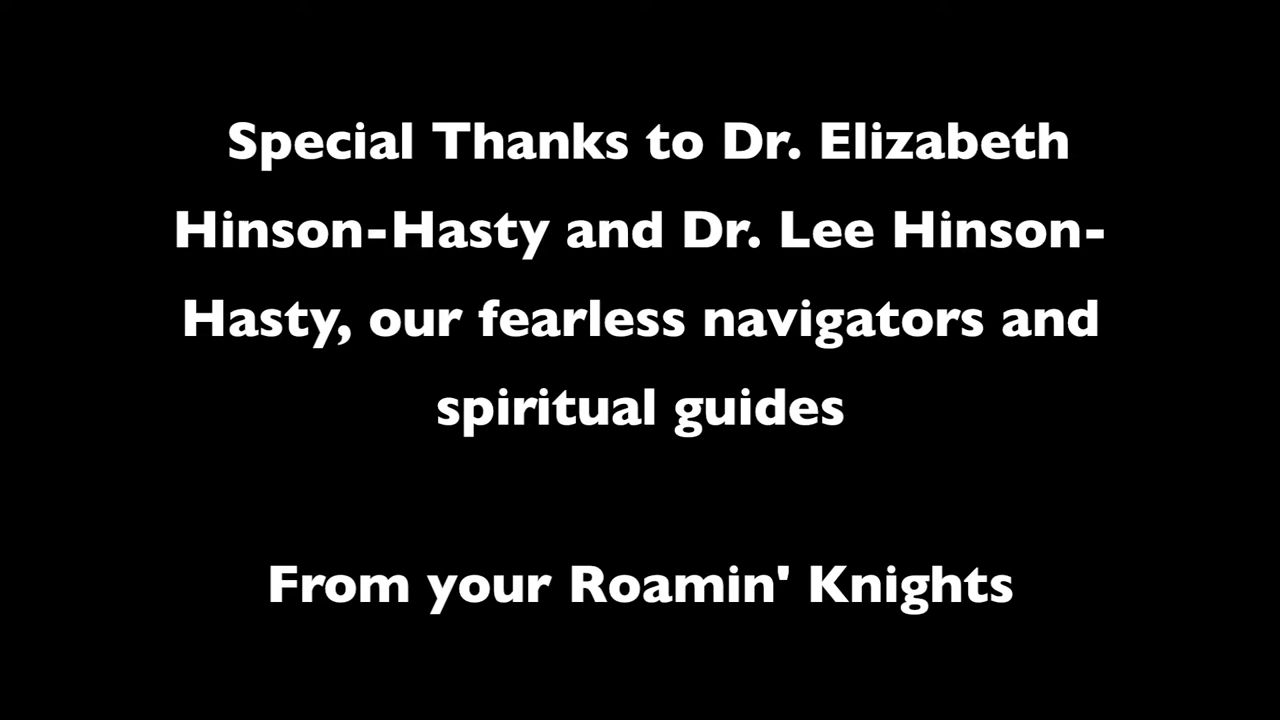 Special Thanks to Dr. Elizabeth
Hinson-Hasty and Dr. Lee Hinson-
Hasty, our fearless navigators and
spiritual guides
From your Roamin' Knights